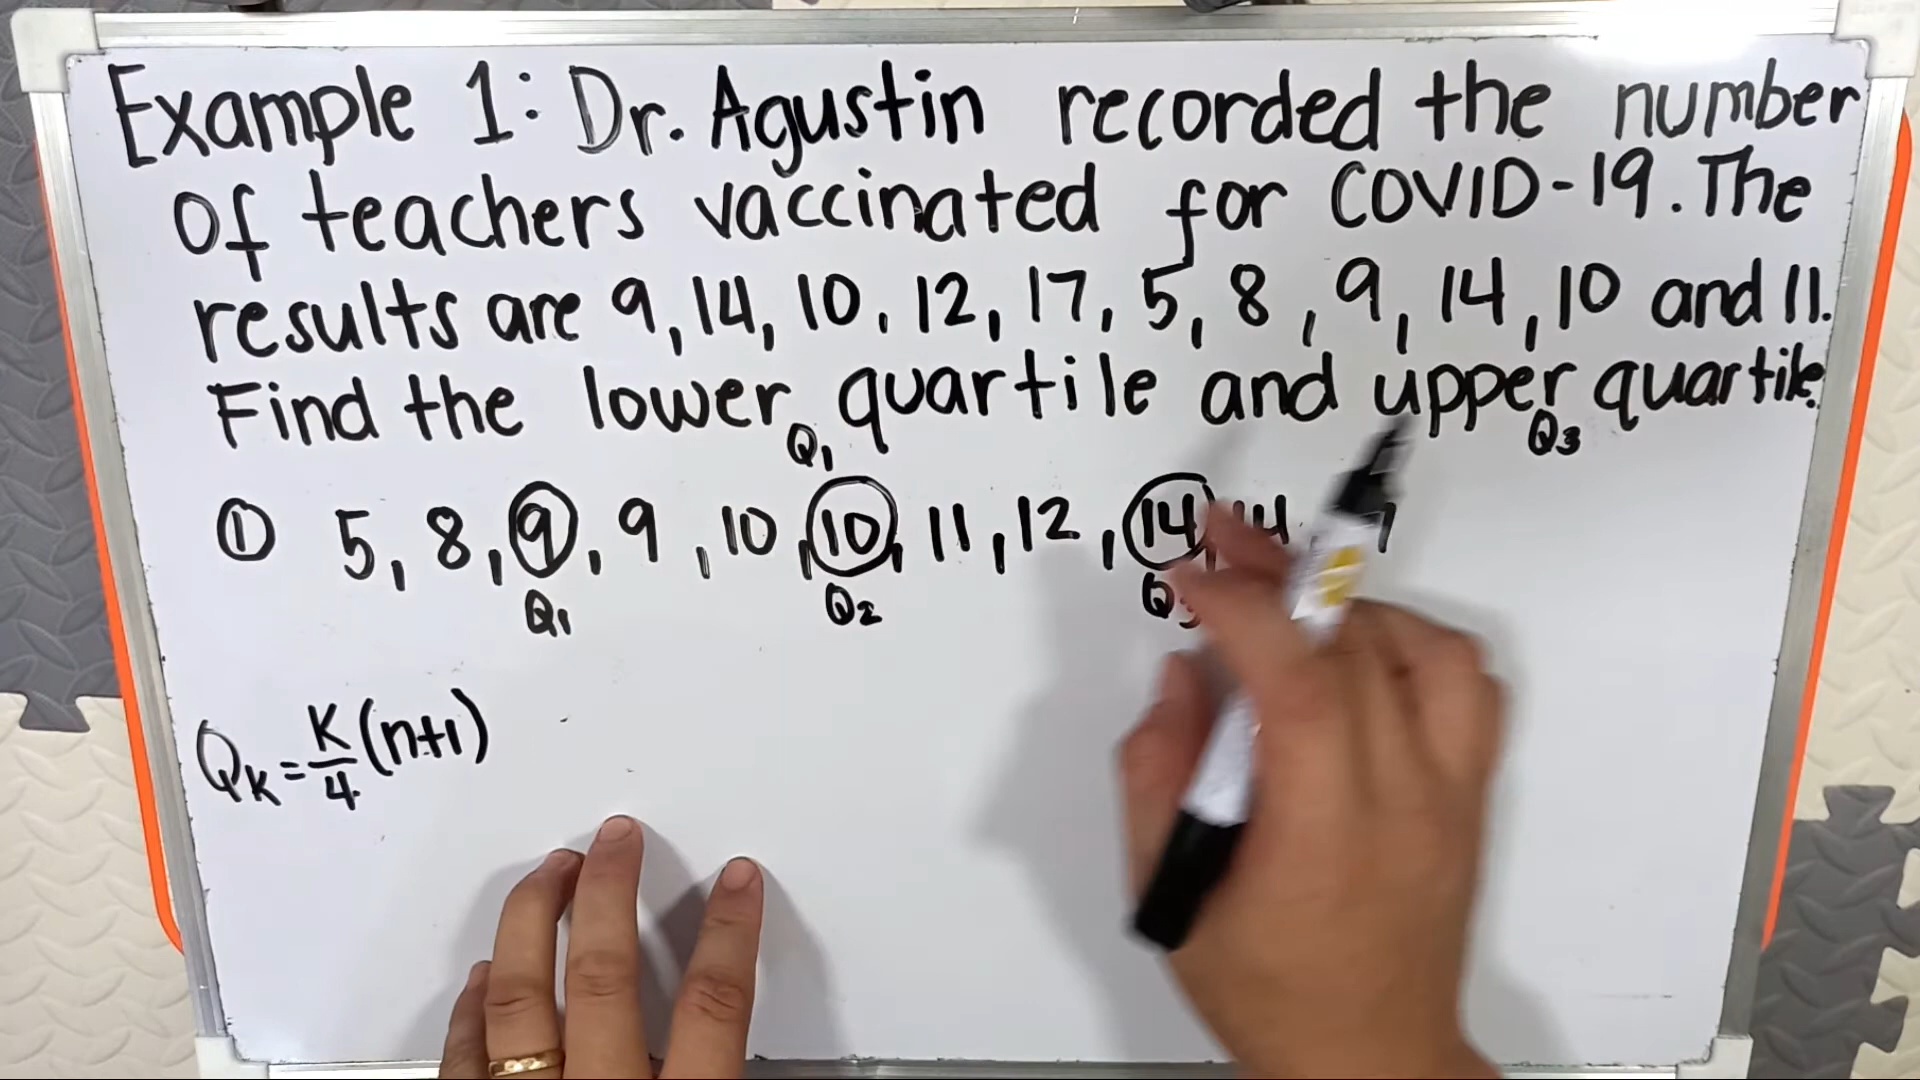 Example 1: Dr. Agustin recorded the number
of teachers vaccinated for COVID-19. The
results are 9, 14, 10, 12, 17, 5, 8, 9, 14, 10 and 11.
Find the lower quartile and upper quartile.
Q1 Q3
① 5, 8, 9, 9, 10, 10, 11, 12, 14, 14
Q1 Q2 Q3
QK = K/4 (n+1)